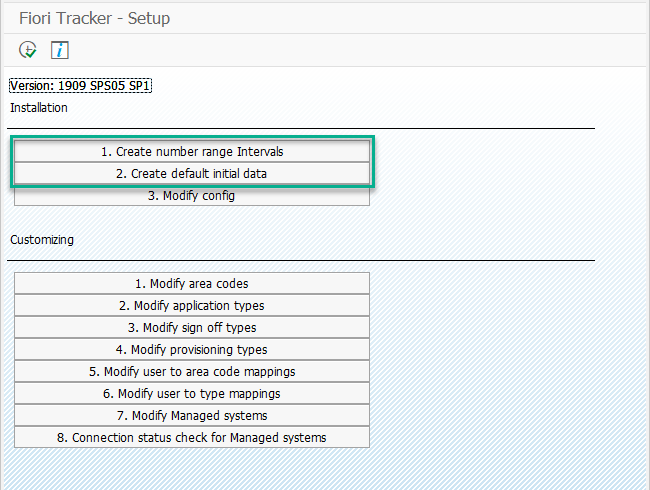 Fiori Tracker - Setup
Version: 1909 SPS05 SP1
Installation
1. Create number range Intervals
2. Create default initial data
3. Modify config
Customizing
1. Modify area codes
2. Modify application types
3. Modify sign off types
4. Modify provisioning types
5. Modify user to area code mappings
6. Modify user to type mappings
7. Modify Managed systems
8. Connection status check for Managed systems